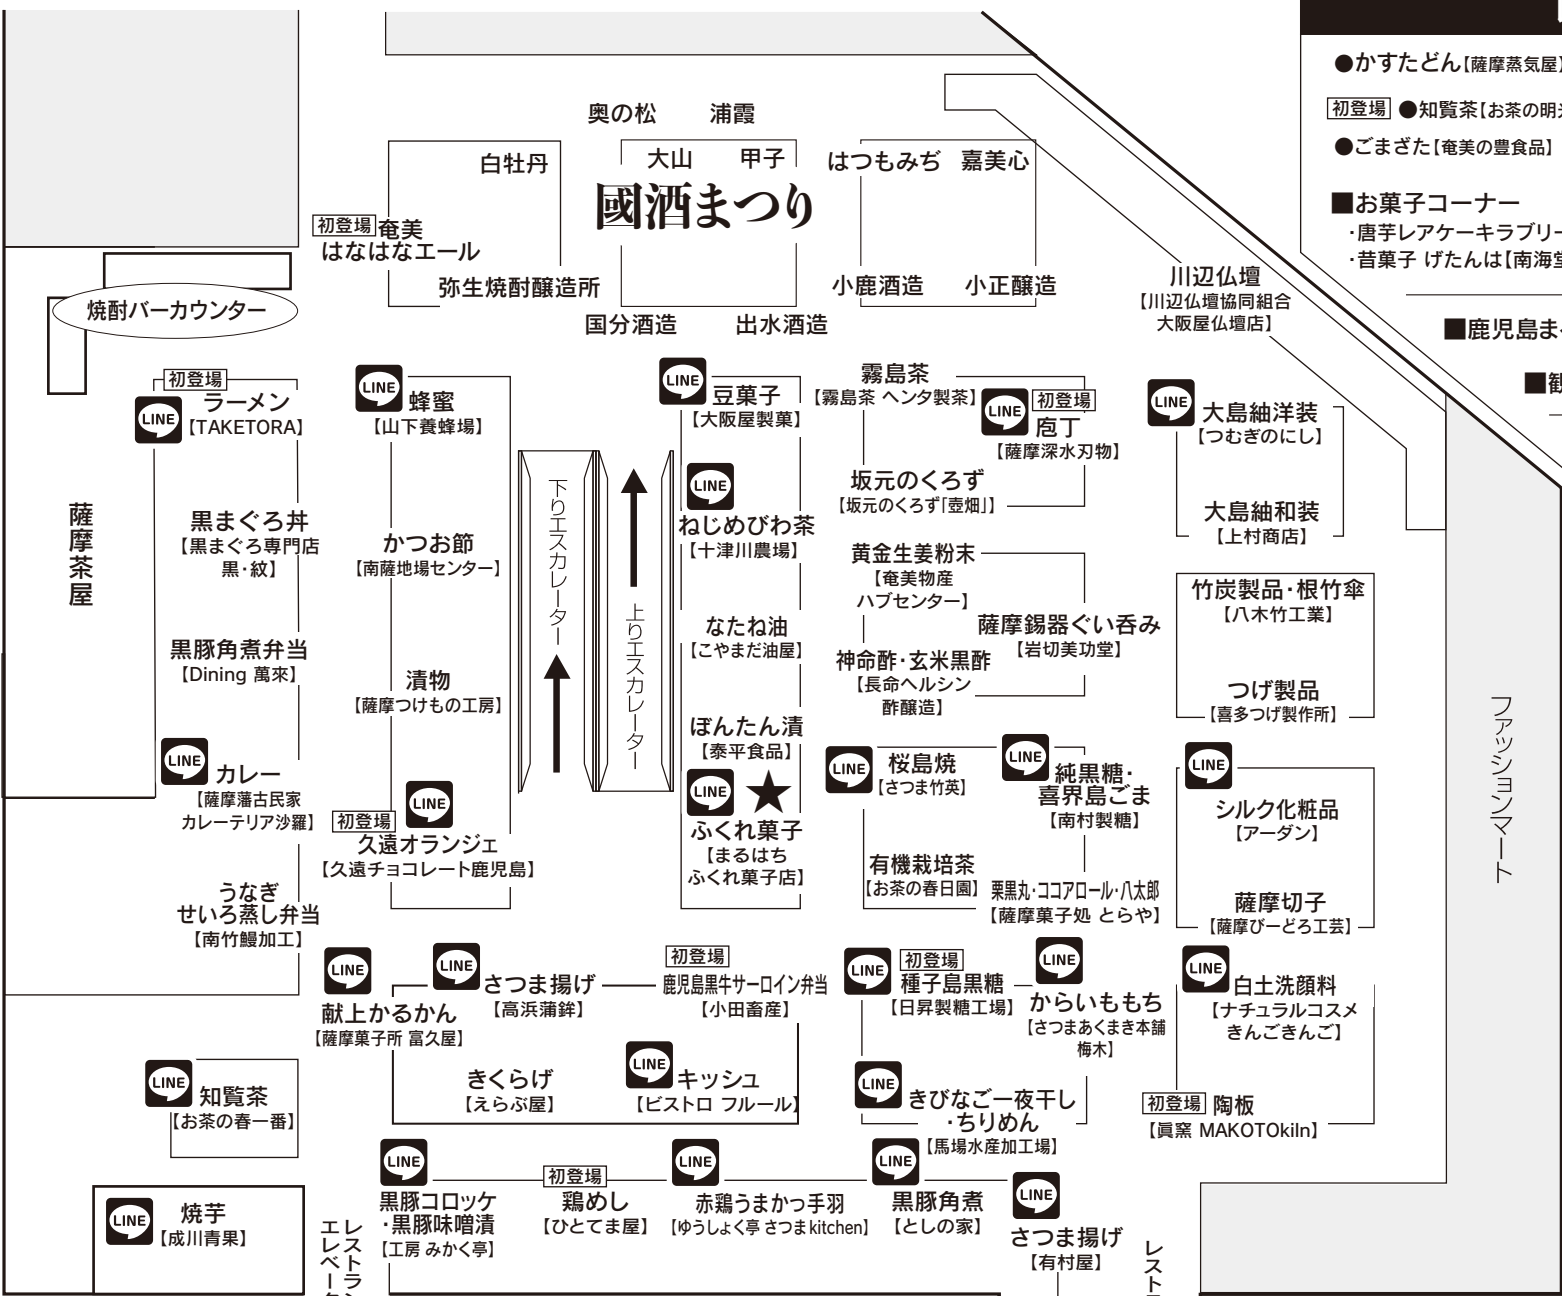 ●かすたどん【薩摩蒸気屋】
初登場 ●知覧茶【お茶の明
●ごまざた【奄美の豊食品】
■お菓子コーナー
・唐芋レアケーキラブリー
・昔菓子 げたんは【南海堂
■鹿児島ま
■観
奥の松
浦霞
白牡丹
大山
甲子
はつもみぢ
嘉美心
國酒まつり
初登場 奄美
はなはなエール
弥生焼酎醸造所
小鹿酒造
小正醸造
国分酒造
出水酒造
川辺仏壇
【川辺仏壇協同組合
大阪屋仏壇店】
焼酎バーカウンター
薩摩茶屋
初登場
LINE
ラーメン
【TAKETORA】
黒まぐろ丼
【黒まぐろ専門店
黒・紋】
黒豚角煮弁当
【Dining 萬來】
LINE
カレー
【薩摩藩古民家
カレーテリア沙羅】
うなぎ
せいろ蒸し弁当
【南竹鰻加工】
LINE
蜂蜜
【山下養蜂場】
かつお節
【南薩地場センター】
漬物
【薩摩つけもの工房】
LINE
初登場
久遠オランジェ
【久遠チョコレート鹿児島】
下りエスカレーター
上りエスカレーター
LINE
豆菓子
【大阪屋製菓】
LINE
ねじめびわ茶
【十津川農場】
なたね油
【こやまだ油屋】
ぼんたん漬
【泰平食品】
LINE ★
ふくれ菓子
【まるはち
ふくれ菓子店】
霧島茶
【霧島茶 ヘンタ製茶】
LINE
初登場
庖丁
【薩摩深水刃物】
坂元のくろず
【坂元のくろず「壺畑」】
黄金生姜粉末
【奄美物産
ハブセンター】
薩摩錫器ぐい呑み
【岩切美功堂】
神命酢・玄米黒酢
【長命ヘルシン
酢醸造】
LINE
桜島焼
【さつま竹英】
LINE
純黒糖・
喜界島ごま
【南村製糖】
有機栽培茶
【お茶の春日園】
栗黒丸・ココアロール・八太郎
【薩摩菓子処 とらや】
LINE
大島紬洋装
【つむぎのにし】
大島紬和装
【上村商店】
竹炭製品・根竹傘
【八木竹工業】
つげ製品
【喜多つげ製作所】
LINE
シルク化粧品
【アーダン】
薩摩切子
【薩摩びーどろ工芸】
ファッションマート
LINE
献上かるかん
【薩摩菓子所 富久屋】
LINE
さつま揚げ
【高浜蒲鉾】
初登場
鹿児島黒牛サーロイン弁当
【小田畜産】
きくらげ
【えらぶ屋】
LINE
キッシュ
【ビストロ フルール】
LINE
初登場
種子島黒糖
【日昇製糖工場】
LINE
からいももち
【さつまあくまき本舗
梅木】
LINE
きびなご一夜干し
・ちりめん
【馬場水産加工場】
LINE
白土洗顔料
【ナチュラルコスメ
きんごきんご】
初登場 陶板
【眞窯 MAKOTOkiln】
LINE
知覧茶
【お茶の春一番】
LINE
焼芋
【成川青果】
レストラン
エレベータ
LINE
黒豚コロッケ
・黒豚味噌漬
【工房 みかく亭】
初登場
鶏めし
【ひとてま屋】
LINE
赤鶏うまかっ手羽
【ゆうしょく亭 さつまkitchen】
LINE
黒豚角煮
【としの家】
LINE
さつま揚げ
【有村屋】
レスト